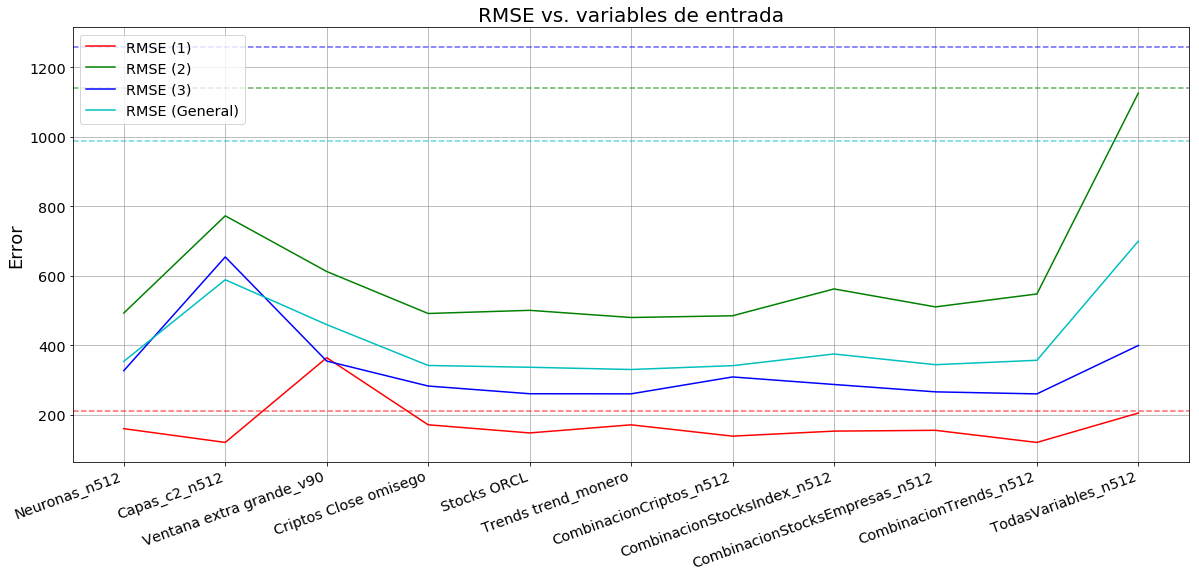 RMSE vs. variables de entrada
RMSE (1)
RMSE (2)
RMSE (3)
RMSE (General)
Error
1200
1000
800
600
400
200
Neuronas_n512
Capas_c2_n512
Ventana extra grande_v90
Criptos Close omisego
Stocks ORCL
Trends trend_monero
CombinacionCriptos_n512
CombinacionStocksIndex_n512
CombinacionStocksEmpresas_n512
CombinacionTrends_n512
TodasVariables_n512